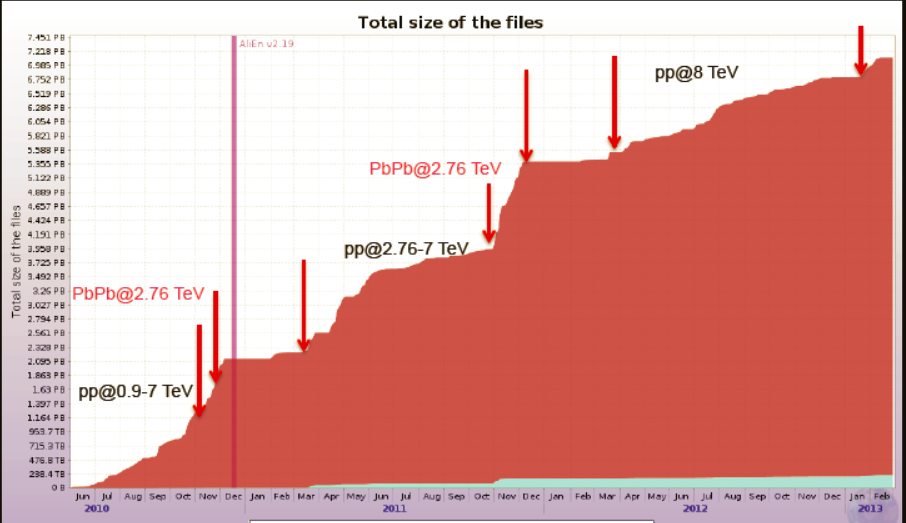 Total size of the files
AliEn v2.19
Total size of the files
7.451 PB
7.218 PB
6.985 PB
6.752 PB
6.519 PB
6.286 PB
6.054 PB
5.821 PB
5.588 PB
5.355 PB
5.122 PB
4.889 PB
4.657 PB
4.424 PB
4.191 PB
3.958 PB
3.725 PB
3.492 PB
3.26 PB
3.027 PB
2.794 PB
2.561 PB
2.328 PB
2.095 PB
1.863 PB
1.63 PB
1.397 PB
1.164 PB
953.7 TB
715.3 TB
476.8 TB
238.4 TB
0 B
pp@8 TeV
PbPb@2.76 TeV
pp@2.76-7 TeV
PbPb@2.76 TeV
pp@0.9-7 TeV
Jun Jul Aug Sep Oct Nov Dec Jan Feb Mar Apr May Jun Jul Aug Sep Oct Nov Dec Jan Feb Mar Apr May Jun Jul Aug Sep Oct Nov Dec Jan Feb
2010 2011 2012 2013